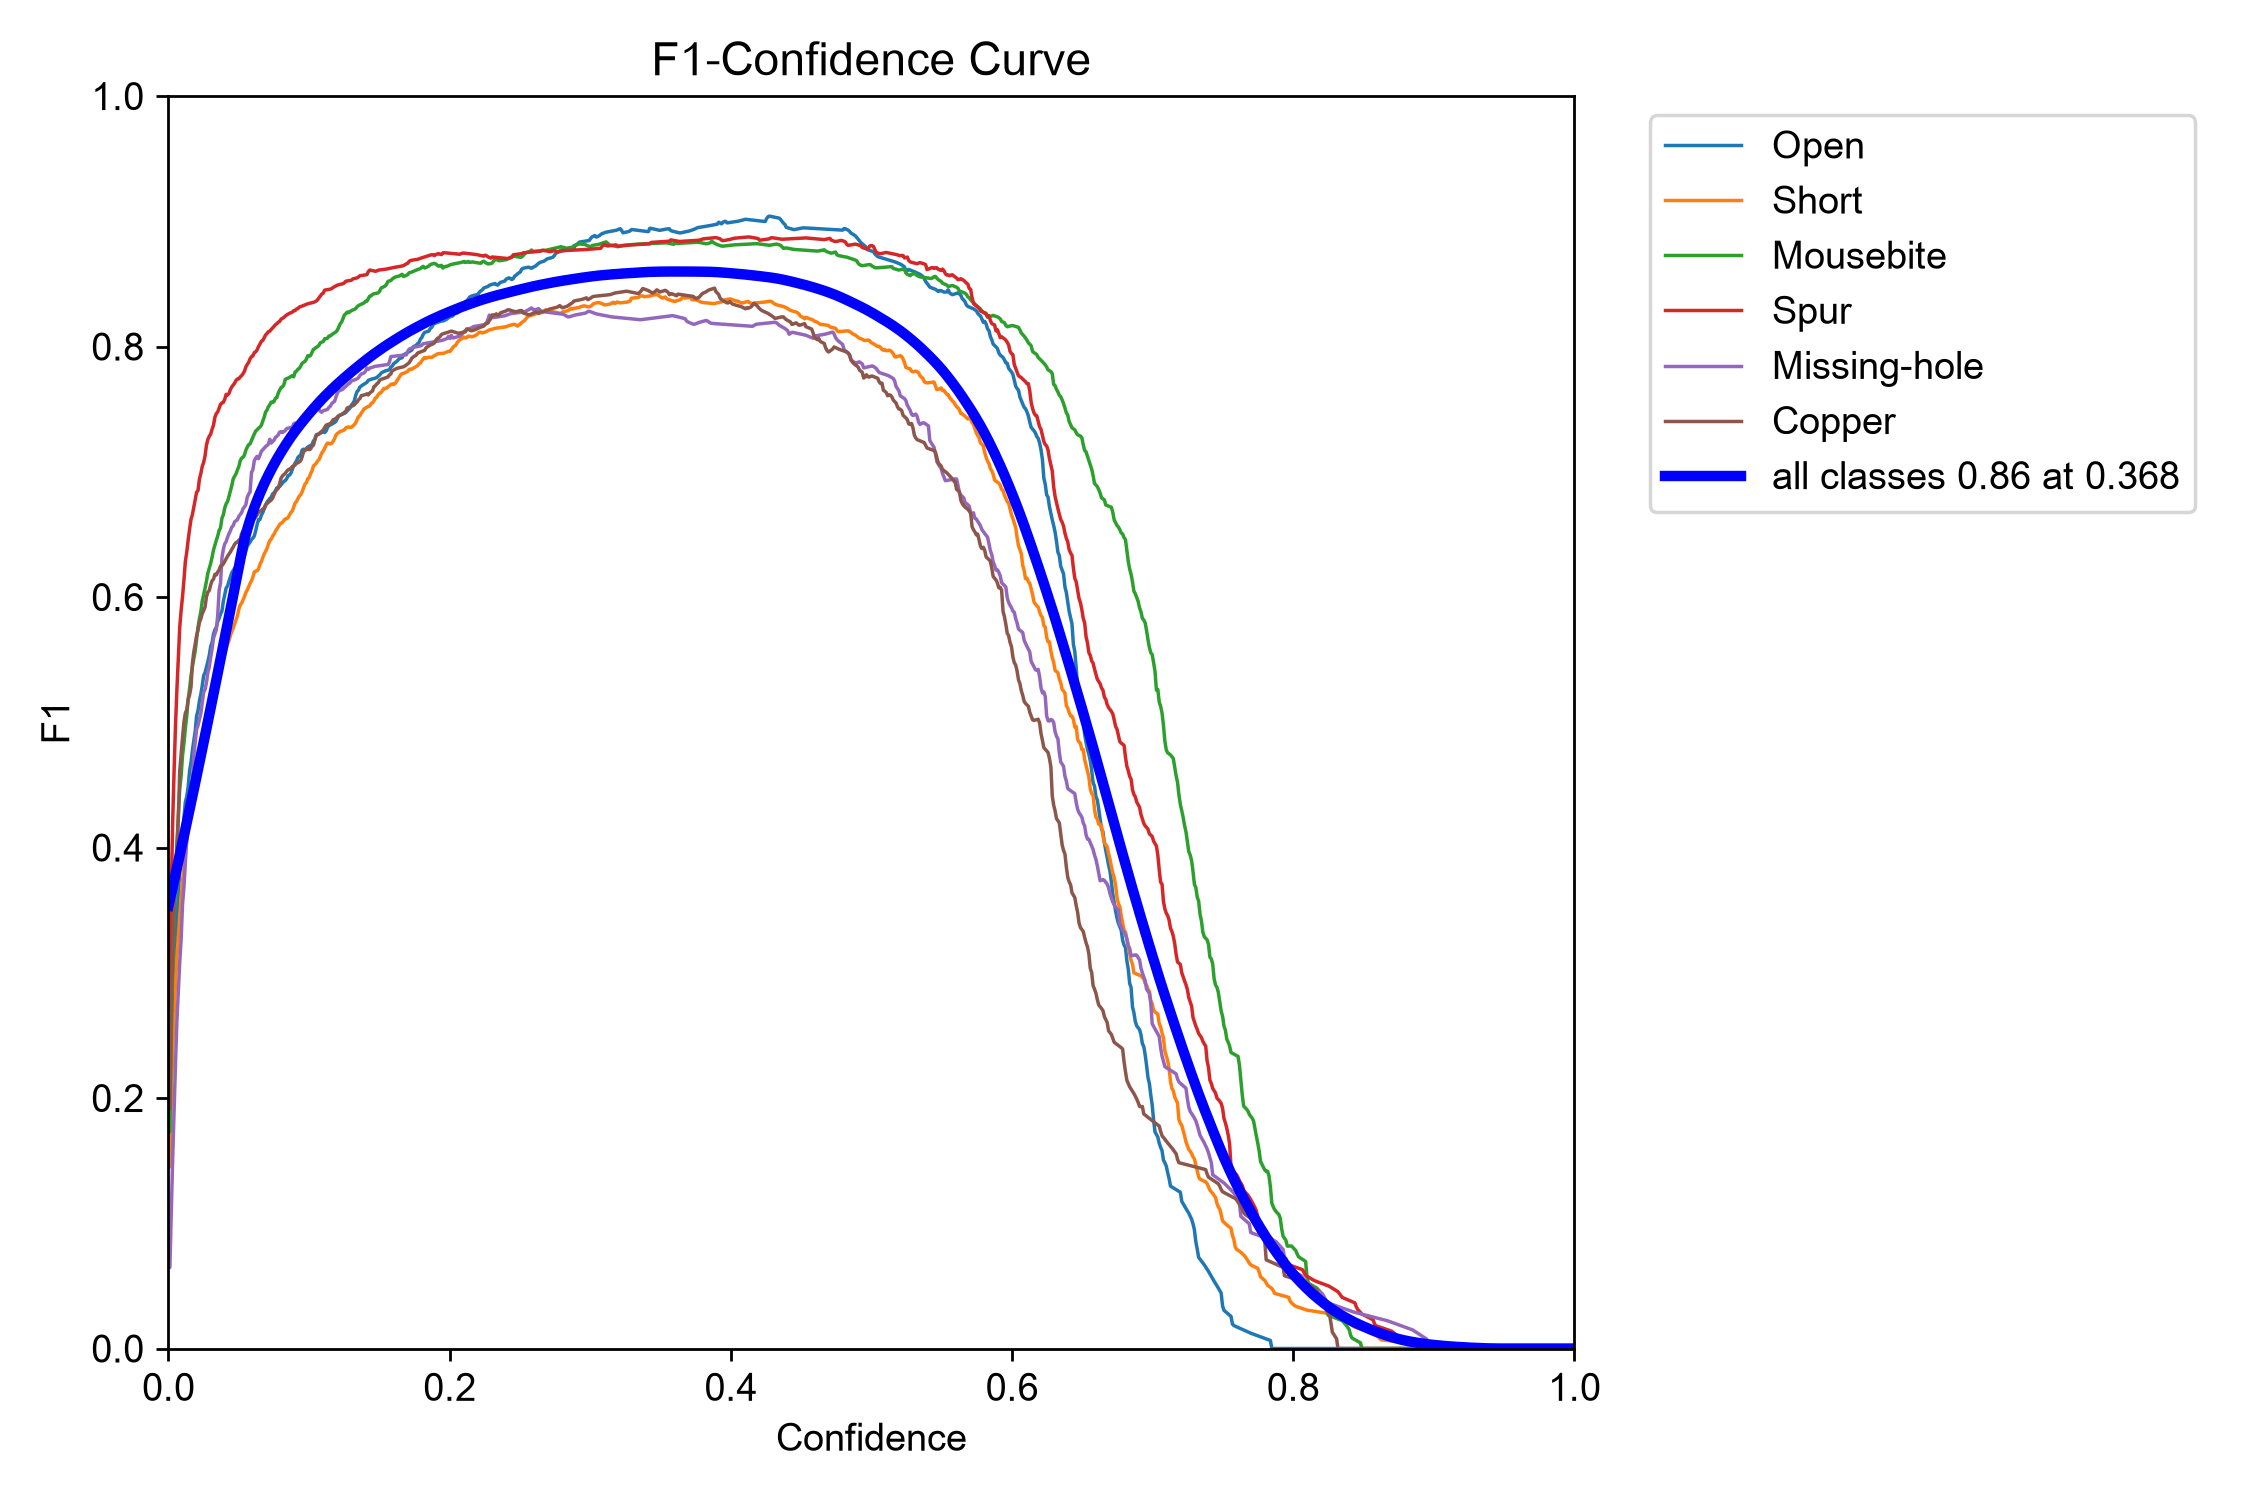 F1-Confidence Curve
1.0
0.8
0.6
0.4
0.2
0.0
F1
0.0 0.2 0.4 0.6 0.8 1.0
Confidence
Open
Short
Mousebite
Spur
Missing-hole
Copper
all classes 0.86 at 0.368